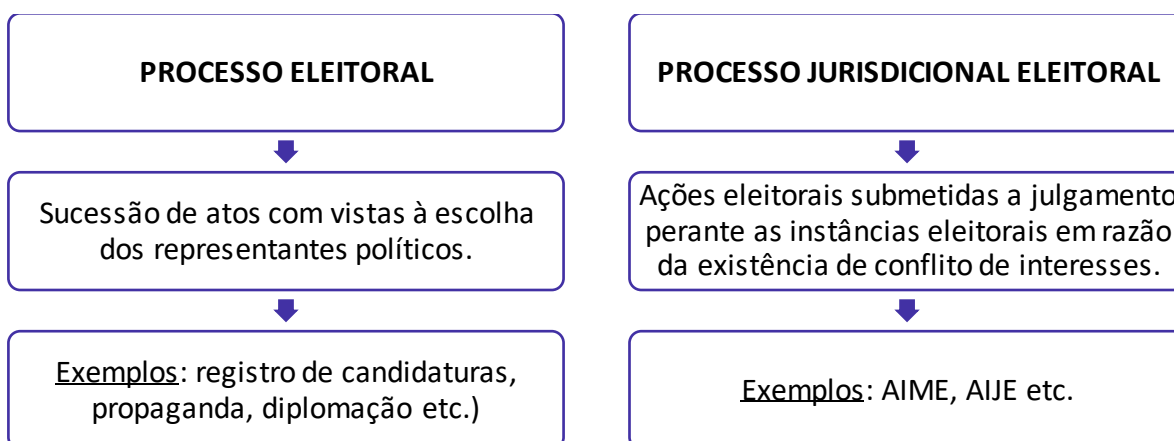 PROCESSO ELEITORAL
Sucessão de atos com vistas à escolha
dos representantes políticos.
Exemplos: registro de candidaturas,
propaganda, diplomação etc.)
PROCESSO JURISDICIONAL ELEITORAL
Ações eleitorais submetidas a julgamento
perante as instâncias eleitorais em razão
da existência de conflito de interesses.
Exemplos: AIME, AIJE etc.